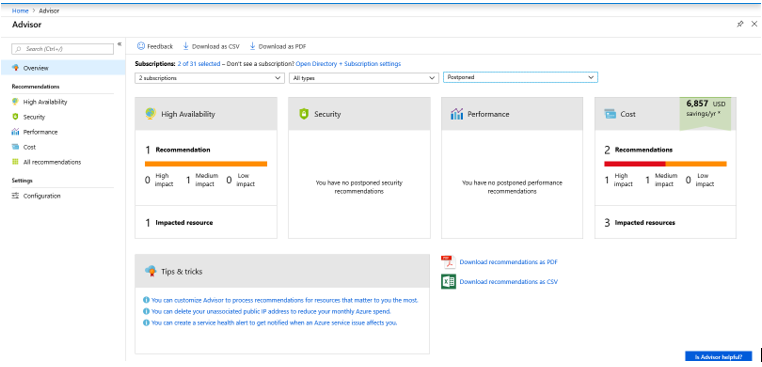 Home > Advisor
Advisor
Search (Ctrl+/)
Overview
Recommendations
High Availability
Security
Performance
Cost
All recommendations
Settings
Configuration
Feedback Download as CSV Download as PDF
Subscriptions: 2 of 31 selected – Don't see a subscription? Open Directory + Subscription settings
2 subscriptions All types Postponed
High Availability
1 Recommendation
0 High impact 1 Medium impact 0 Low impact
1 Impacted resource
Security
You have no postponed security
recommendations
Performance
You have no postponed performance
recommendations
Cost
6,857 USD
savings/yr *
2 Recommendations
1 High impact 1 Medium impact 0 Low impact
3 Impacted resources
Tips & tricks
You can customize Advisor to process recommendations for resources that matter to you the most.
You can delete your unassociated public IP address to reduce your monthly Azure spend.
You can create a service health alert to get notified when an Azure service issue affects you.
Download recommendations as PDF
Download recommendations as CSV
Is Advisor helpful?